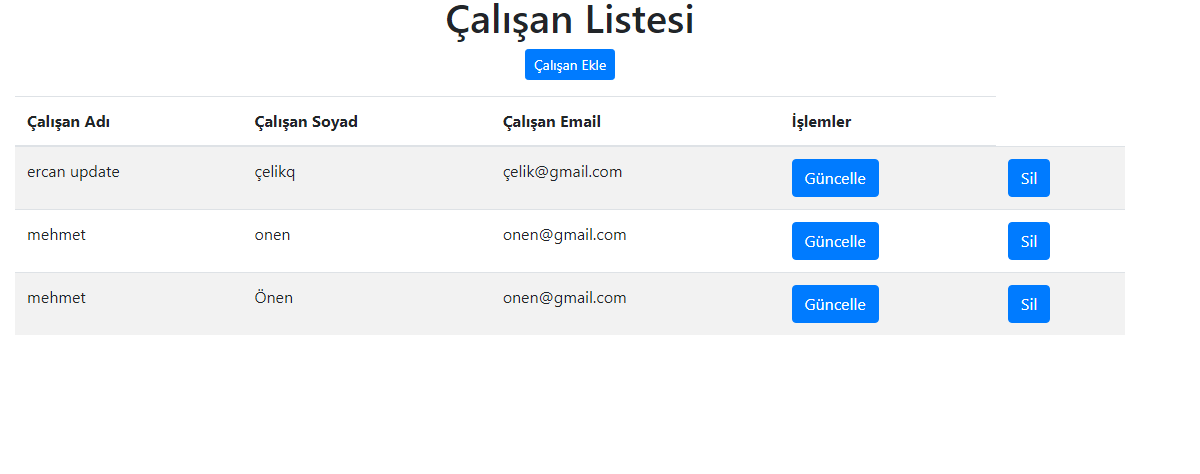 Çalışan Listesi
Çalışan Ekle
Çalışan Adı Çalışan Soyad Çalışan Email İşlemler
ercan update çelikq çelik@gmail.com Güncelle Sil
mehmet onen onen@gmail.com Güncelle Sil
mehmet Önen onen@gmail.com Güncelle Sil